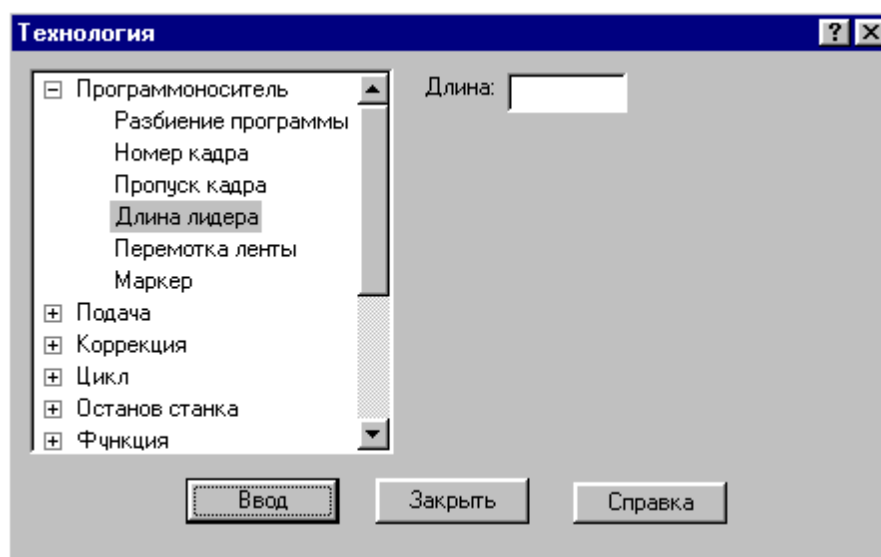 Технология
Программоноситель
Разбиение программы
Номер кадра
Пропуск кадра
Длина лидера
Перемотка ленты
Маркер
Подача
Коррекция
Цикл
Останов станка
Функция
Длина:
Ввод
Закрыть
Справка